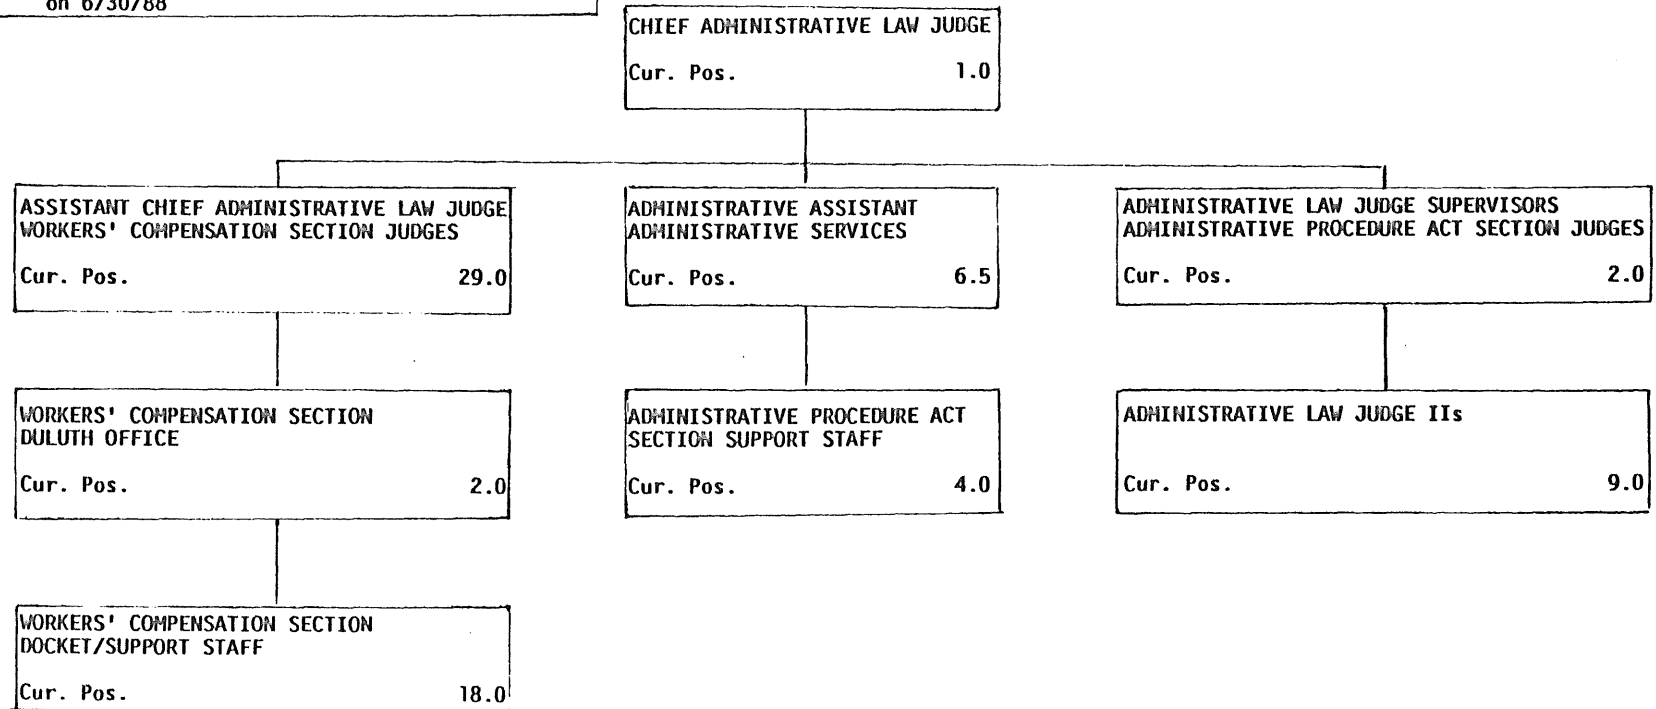 on 6/30/88
CHIEF ADMINISTRATIVE LAW JUDGE
Cur. Pos. 1.0
ASSISTANT CHIEF ADMINISTRATIVE LAW JUDGE
WORKERS' COMPENSATION SECTION JUDGES
Cur. Pos. 29.0
ADMINISTRATIVE ASSISTANT
ADMINISTRATIVE SERVICES
Cur. Pos. 6.5
ADMINISTRATIVE LAW JUDGE SUPERVISORS
ADMINISTRATIVE PROCEDURE ACT SECTION JUDGES
Cur. Pos. 2.0
WORKERS' COMPENSATION SECTION
DULUTH OFFICE
Cur. Pos. 2.0
ADMINISTRATIVE PROCEDURE ACT
SECTION SUPPORT STAFF
Cur. Pos. 4.0
ADMINISTRATIVE LAW JUDGE IIs
Cur. Pos. 9.0
WORKERS' COMPENSATION SECTION
DOCKET/SUPPORT STAFF
Cur. Pos. 18.0